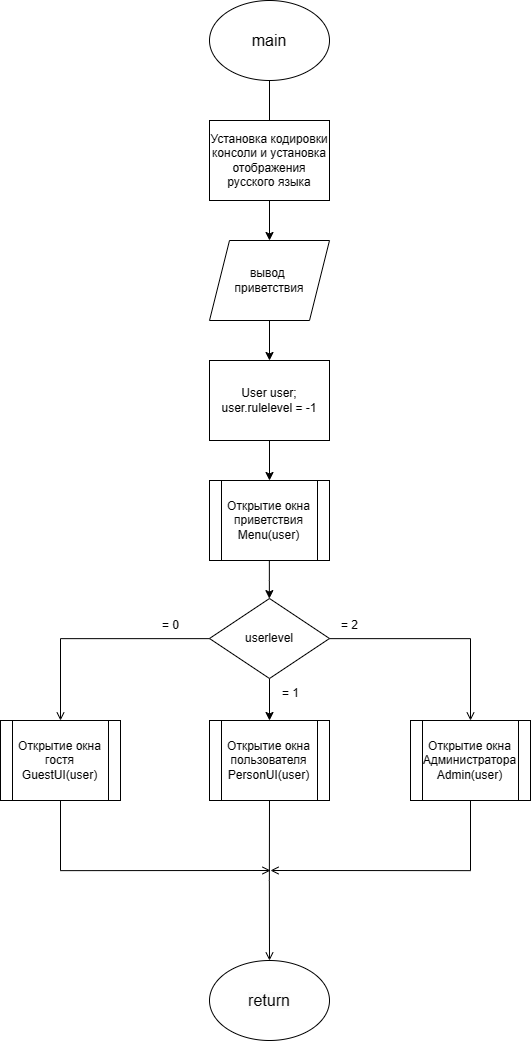 main
Установка кодировки
консоли и установка
отображения
русского языка
вывод
приветствия
User user;
user.rulelevel = -1
Открытие окна
приветствия
Menu(user)
= 0
userlevel
= 2
= 1
Открытие окна
гостя
GuestUI(user)
Открытие окна
пользователя
PersonUI(user)
Открытие окна
Администратора
Admin(user)
return